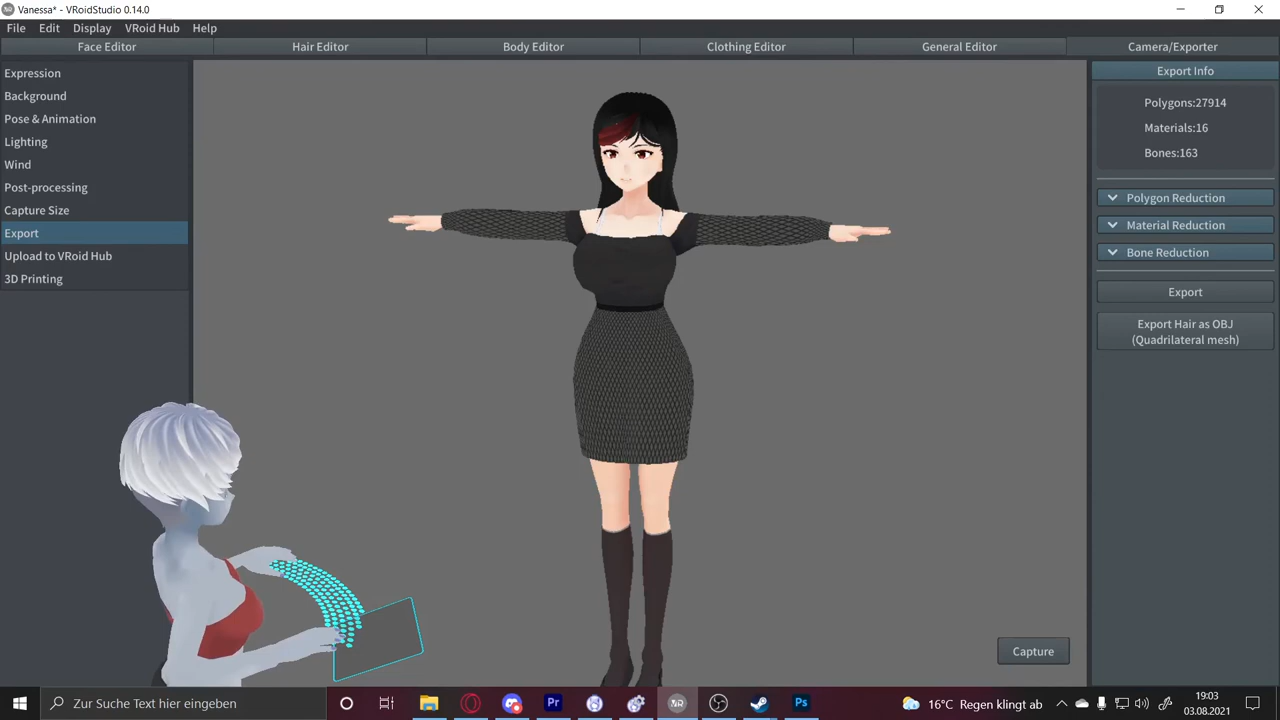 Vanessa* - VRoidStudio 0.14.0
File Edit Display VRoid Hub Help
Face Editor Hair Editor Body Editor Clothing Editor General Editor Camera/Exporter
Expression
Background
Pose & Animation
Lighting
Wind
Post-processing
Capture Size
Export
Upload to VRoid Hub
3D Printing
Export Info
Polygons:27914
Materials:16
Bones:163
Polygon Reduction
Material Reduction
Bone Reduction
Export
Export Hair as OBJ
(Quadrilateral mesh)
Capture
Zur Suche Text hier eingeben
Pr
Ps
16°C Regen klingt ab
19:03
03.08.2021